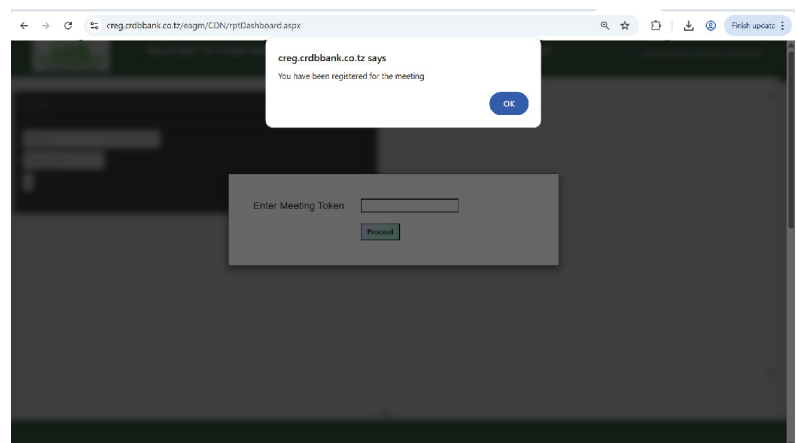 creg.crdbbank.co.tz/eagm/CDN/rptDashboard.aspx
Finish update
creg.crdbbank.co.tz says
You have been registered for the meeting
OK
Enter Meeting Token
Proceed